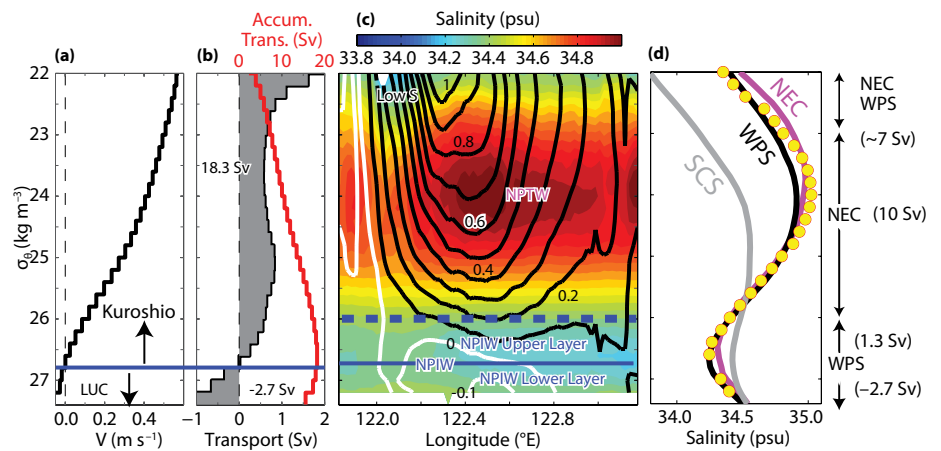 (a)
(b)
Accum.
Trans. (Sv)
0 10 20
(c)
Salinity (psu)
33.8 34.0 34.2 34.4 34.6 34.8
(d)
22
23
24
25
26
27
σθ (kg m−3)
Kuroshio
LUC
0.0 0.2 0.4 0.6
V (m s−1)
18.3 Sv
−2.7 Sv
−1 0 1 2
Transport (Sv)
Low S
1
0.8
NPTW
0.6
0.4
0.2
0
NPIW Upper Layer
NPIW
NPIW Lower Layer
-0.1
122.0 122.4 122.8
Longitude (°E)
NEC
WPS
SCS
34.0 34.5 35.0
Salinity (psu)
NEC
WPS
(~7 Sv)
NEC (10 Sv)
(1.3 Sv)
WPS
(−2.7 Sv)